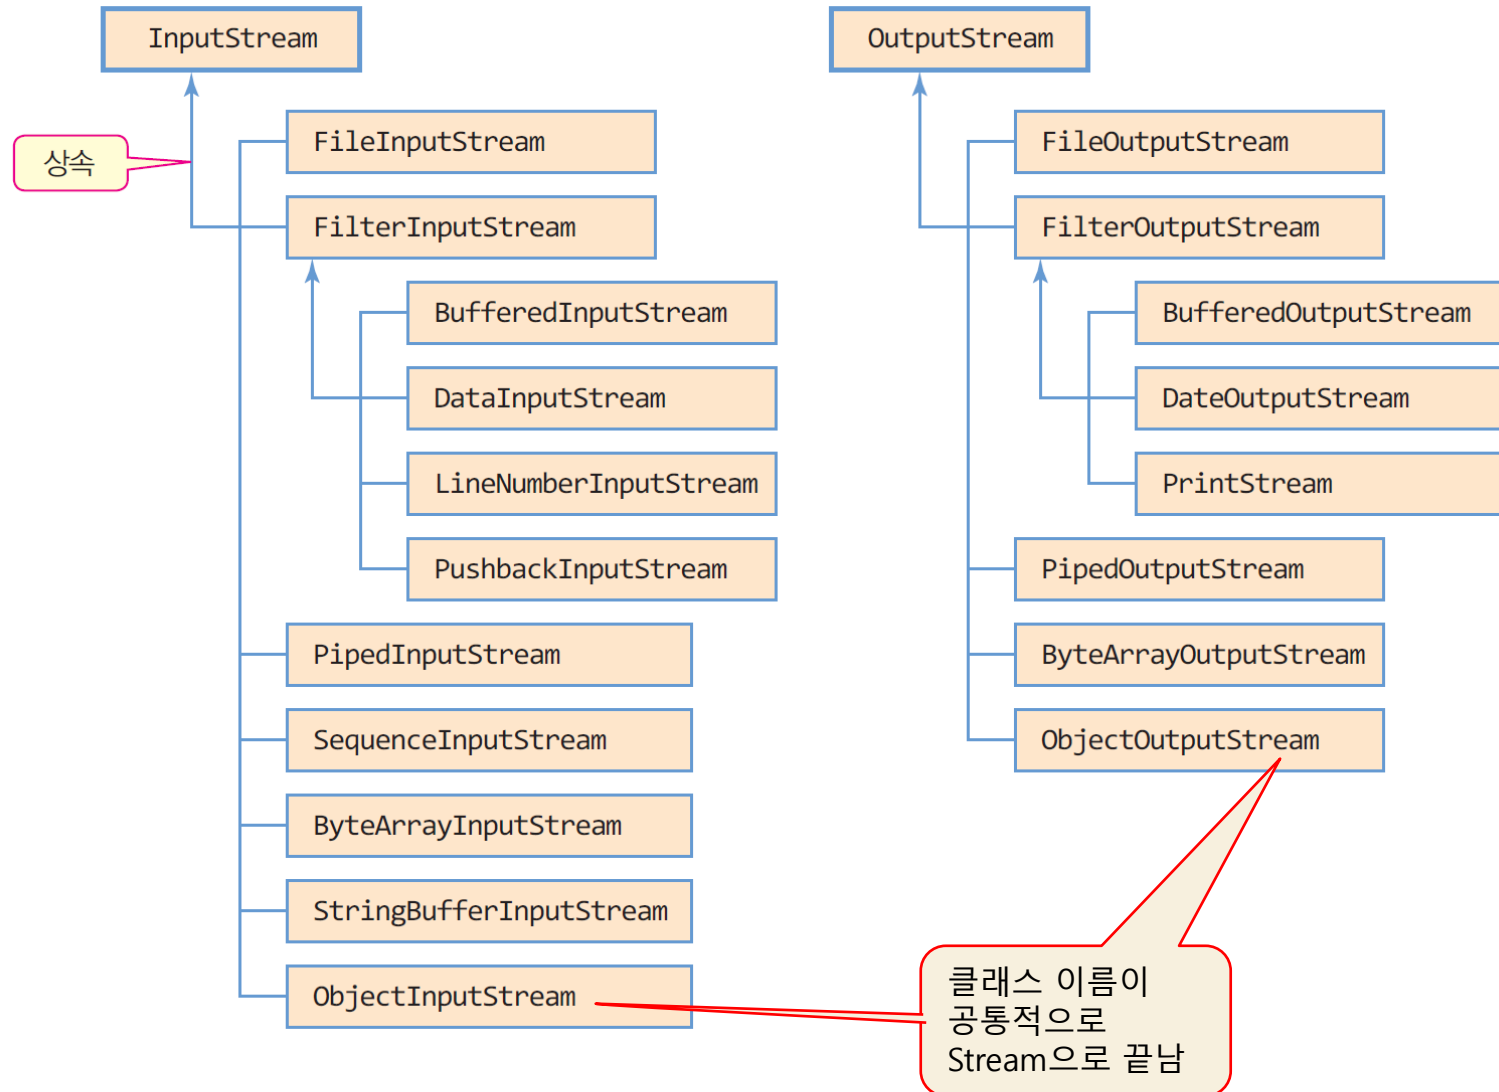 InputStream
상속
FileInputStream
FilterInputStream
BufferedInputStream
DataInputStream
LineNumberInputStream
PushbackInputStream
PipedInputStream
SequenceInputStream
ByteArrayInputStream
StringBufferInputStream
ObjectInputStream
OutputStream
FileOutputStream
FilterOutputStream
BufferedOutputStream
DateOutputStream
PrintStream
PipedOutputStream
ByteArrayOutputStream
ObjectOutputStream
클래스 이름이
공통적으로
Stream으로 끝남